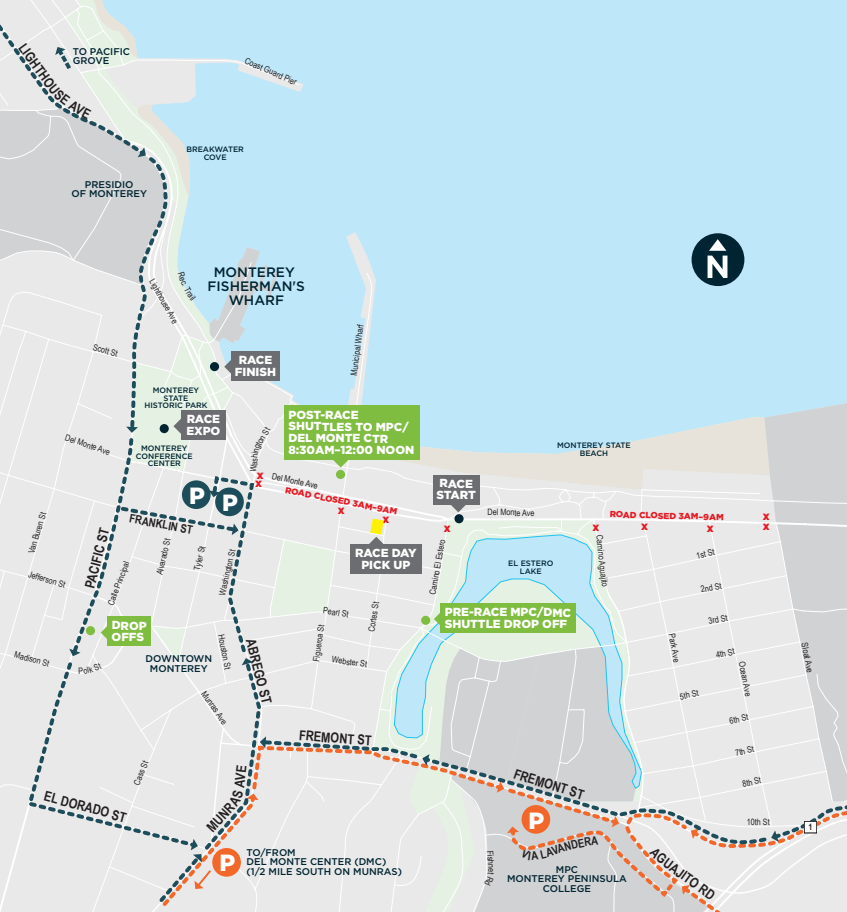 TO PACIFIC
GROVE
LIGHTHOUSE AVE
Coast Guard Pier
BREAKWATER
COVE
PRESIDIO
OF MONTEREY
N
MONTEREY
FISHERMAN'S
WHARF
Rec. Trail
Lighthouse Ave
Municipal Wharf
Scott St
RACE
FINISH
MONTEREY
STATE
HISTORIC PARK
RACE
EXPO
POST-RACE
SHUTTLES TO MPC/
DEL MONTE CTR
8:30AM-12:00 NOON
Washington St
Del Monte Ave
MONTEREY
CONFERENCE
CENTER
MONTEREY STATE
BEACH
RACE
START
Del Monte Ave
x
x
P
P
ROAD CLOSED 3AM-9AM
x
x
x
Del Monte Ave
ROAD CLOSED 3AM-9AM
x
x
x
x
x
FRANKLIN ST
Van Buren St
PACIFIC ST
Calle Principal
Alvarado St
Tyler St
Washington St
RACE DAY
PICK UP
Camino El Estero
EL ESTERO
LAKE
Camino Aguajito
1st St
2nd St
3rd St
4th St
5th St
6th St
7th St
8th St
10th St
Park Ave
Ocean Ave
Sloat Ave
Jefferson St
Pearl St
Cortes St
Figueroa St
Webster St
PRE-RACE MPC/DMC
SHUTTLE DROP OFF
DROP
OFFS
Madison St
Polk St
DOWNTOWN
MONTEREY
Houston St
ABREGO ST
Munras Ave
FREMONT ST
FREMONT ST
Cass St
EL DORADO ST
MUNRAS AVE
P
TO/FROM
DEL MONTE CENTER (DMC)
(1/2 MILE SOUTH ON MUNRAS)
P
VIA LAVANDERA
Fishnet Rd
MPC
MONTEREY PENINSULA
COLLEGE
AGUAJITO RD
1